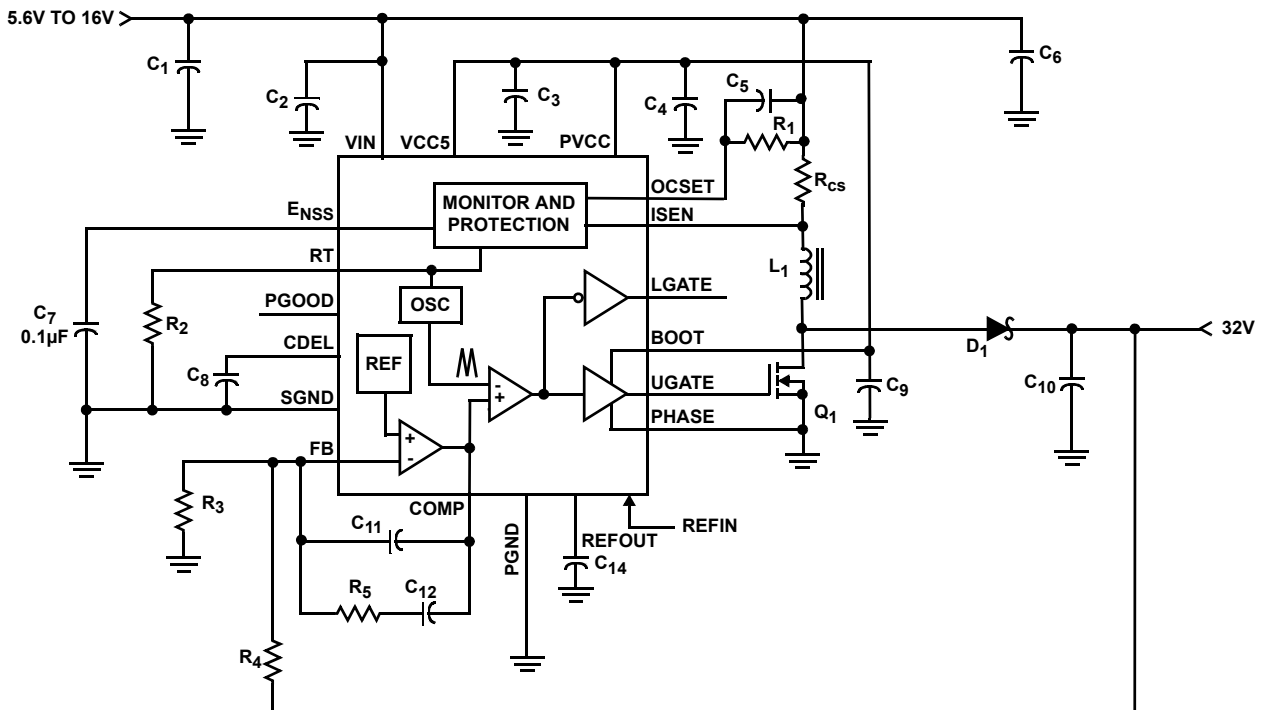 5.6V TO 16V
C1
C2
C3
C4
C5
C6
R1
VIN
VCC5
PVCC
OCSET
RCS
MONITOR AND
PROTECTION
ENSS
ISEN
RT
L1
LGATE
PGOOD
OSC
C7
0.1µF
R2
CDEL
BOOT
32V
D1
REF
C8
UGATE
C9
C10
SGND
-
+
Q1
PHASE
FB
+
-
R3
COMP
C11
REFIN
REFOUT
PGND
C14
R5
C12
R4